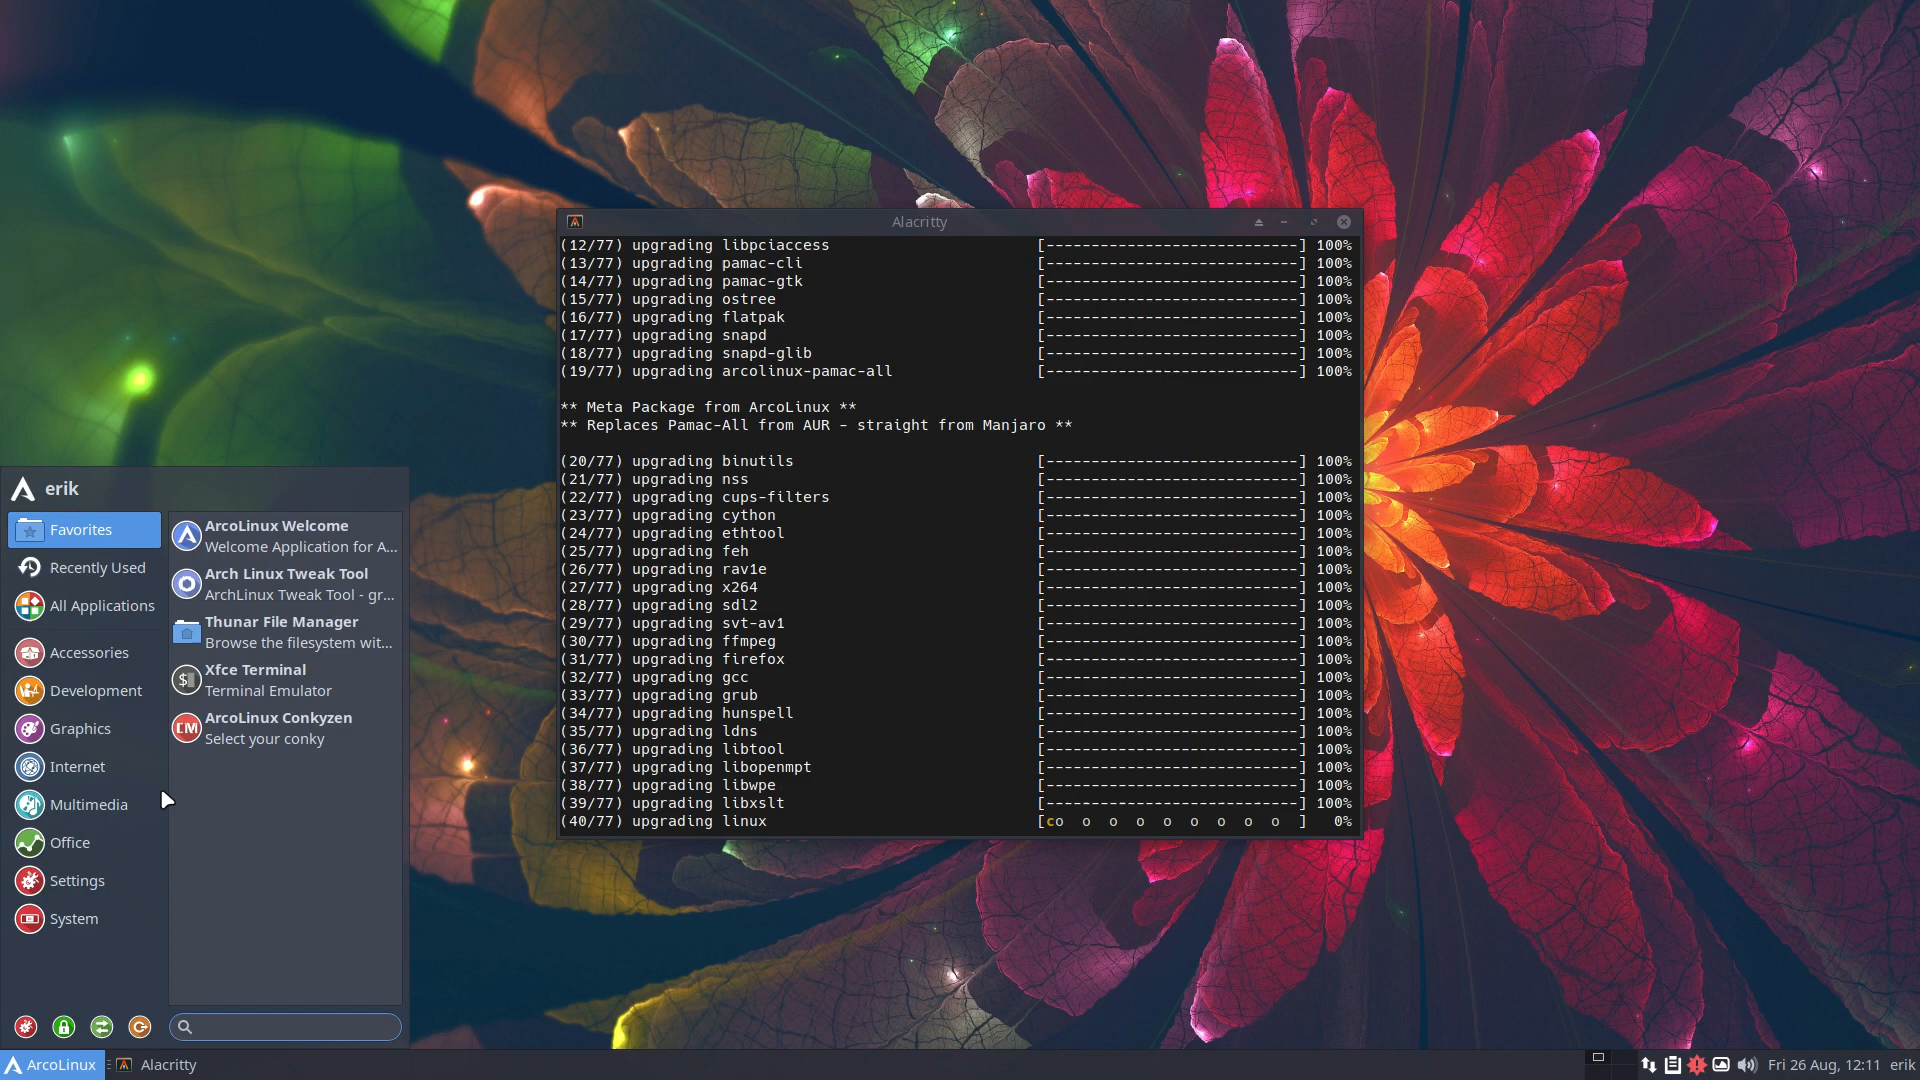 Alacritty
(12/77) upgrading libpciaccess [----------------------------] 100%
(13/77) upgrading pamac-cli [----------------------------] 100%
(14/77) upgrading pamac-gtk [----------------------------] 100%
(15/77) upgrading ostree [----------------------------] 100%
(16/77) upgrading flatpak [----------------------------] 100%
(17/77) upgrading snapd [----------------------------] 100%
(18/77) upgrading snapd-glib [----------------------------] 100%
(19/77) upgrading arcolinux-pamac-all [----------------------------] 100%
** Meta Package from ArcoLinux **
** Replaces Pamac-All from AUR - straight from Manjaro **
(20/77) upgrading binutils [----------------------------] 100%
(21/77) upgrading nss [----------------------------] 100%
(22/77) upgrading cups-filters [----------------------------] 100%
(23/77) upgrading cython [----------------------------] 100%
(24/77) upgrading ethtool [----------------------------] 100%
(25/77) upgrading feh [----------------------------] 100%
(26/77) upgrading rav1e [----------------------------] 100%
(27/77) upgrading x264 [----------------------------] 100%
(28/77) upgrading sdl2 [----------------------------] 100%
(29/77) upgrading svt-av1 [----------------------------] 100%
(30/77) upgrading ffmpeg [----------------------------] 100%
(31/77) upgrading firefox [----------------------------] 100%
(32/77) upgrading gcc [----------------------------] 100%
(33/77) upgrading grub [----------------------------] 100%
(34/77) upgrading hunspell [----------------------------] 100%
(35/77) upgrading ldns [----------------------------] 100%
(36/77) upgrading libtool [----------------------------] 100%
(37/77) upgrading libopenmpt [----------------------------] 100%
(38/77) upgrading libwpe [----------------------------] 100%
(39/77) upgrading libxslt [----------------------------] 100%
(40/77) upgrading linux [co  o  o  o  o  o  o  o  o  ] 0%
erik
Favorites
Recently Used
All Applications
Accessories
Development
Graphics
Internet
Multimedia
Office
Settings
System
ArcoLinux Welcome
Welcome Application for A...
Arch Linux Tweak Tool
ArchLinux Tweak Tool - gr...
Thunar File Manager
Browse the filesystem wit...
$
Xfce Terminal
Terminal Emulator
CM
ArcoLinux Conkyzen
Select your conky
ArcoLinux
Alacritty
Fri 26 Aug, 12:11
erik